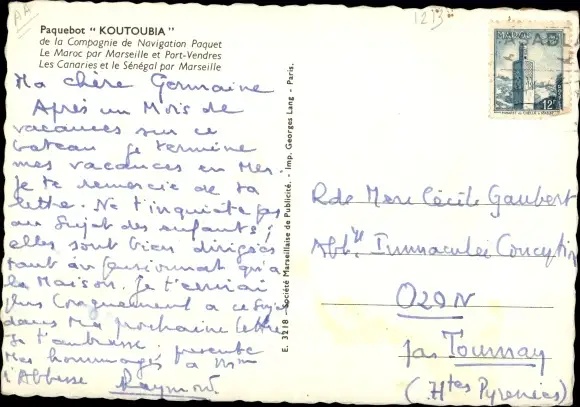 AA
1213
Paquebot "KOUTOUBIA"
de la Compagnie de Navigation Paquet
Le Maroc par Marseille et Port-Vendres
Les Canaries et le Sénégal par Marseille
MAROC
12F
Ma chère Germaine
Après un Mois de
vacances sur ce
bateau je termine
mes vacances en Mer.
Je te remercie de ta
lettre. Ne t'inquiète pas
au sujet des enfants;
elles sont bien dirigées
tant au pensionnat qu'à
la Maison. Je t'écrirai
plus longuement à ce sujet
dans ma prochaine lettre
Je t'embrasse. présente
Mes hommages à Mme
l'Abbesse Raymond
E. 3218 - Société Marseillaise de Publicité. - Imp. Georges Lang - Paris.
Rde Mère Cécile Gaubert
Abb. Immaculée Conception
OZON
par Tournay
(Htes Pyrénées)